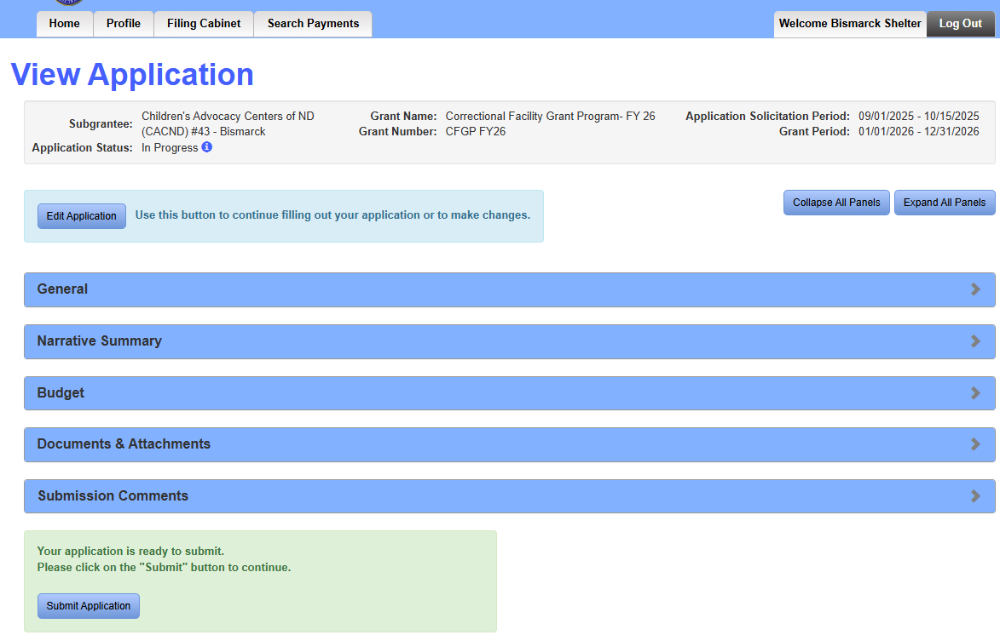 Home Profile Filing Cabinet Search Payments Welcome Bismarck Shelter Log Out
View Application
Subgrantee: Children's Advocacy Centers of ND (CACND) #43 - Bismarck
Application Status: In Progress
Grant Name: Correctional Facility Grant Program- FY 26
Grant Number: CFGP FY26
Application Solicitation Period: 09/01/2025 - 10/15/2025
Grant Period: 01/01/2026 - 12/31/2026
Edit Application Use this button to continue filling out your application or to make changes.
Collapse All Panels Expand All Panels
General
Narrative Summary
Budget
Documents & Attachments
Submission Comments
Your application is ready to submit.
Please click on the "Submit" button to continue.
Submit Application